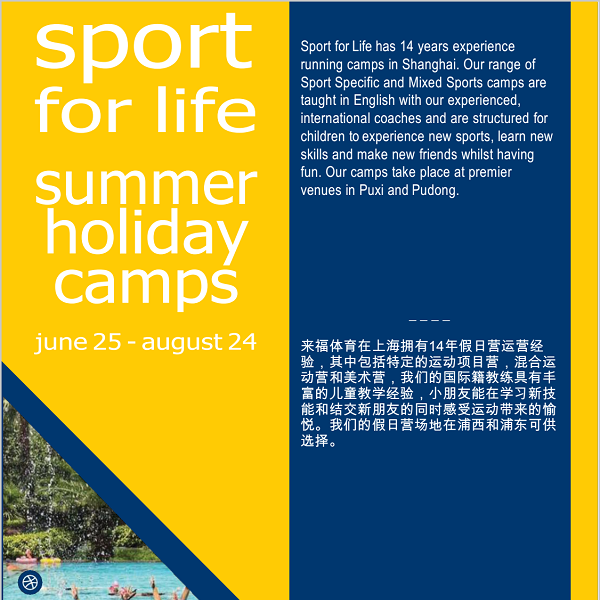 sport
for life
summer
holiday
camps
june 25 - august 24
Sport for Life has 14 years experience
running camps in Shanghai. Our range of
Sport Specific and Mixed Sports camps are
taught in English with our experienced,
international coaches and are structured for
children to experience new sports, learn new
skills and make new friends whilst having
fun. Our camps take place at premier
venues in Puxi and Pudong.
_ _ _ _
来福体育在上海拥有14年假日营运营经
验，其中包括特定的运动项目营，混合运
动营和美术营，我们的国际籍教练具有丰
富的儿童教学经验，小朋友能在学习新技
能和结交新朋友的同时感受运动带来的愉
悦。我们的假日营场地在浦西和浦东可供
选择。